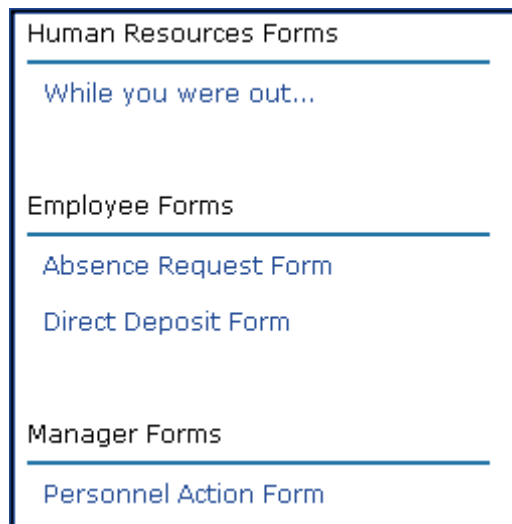 Human Resources Forms
While you were out...
Employee Forms
Absence Request Form
Direct Deposit Form
Manager Forms
Personnel Action Form